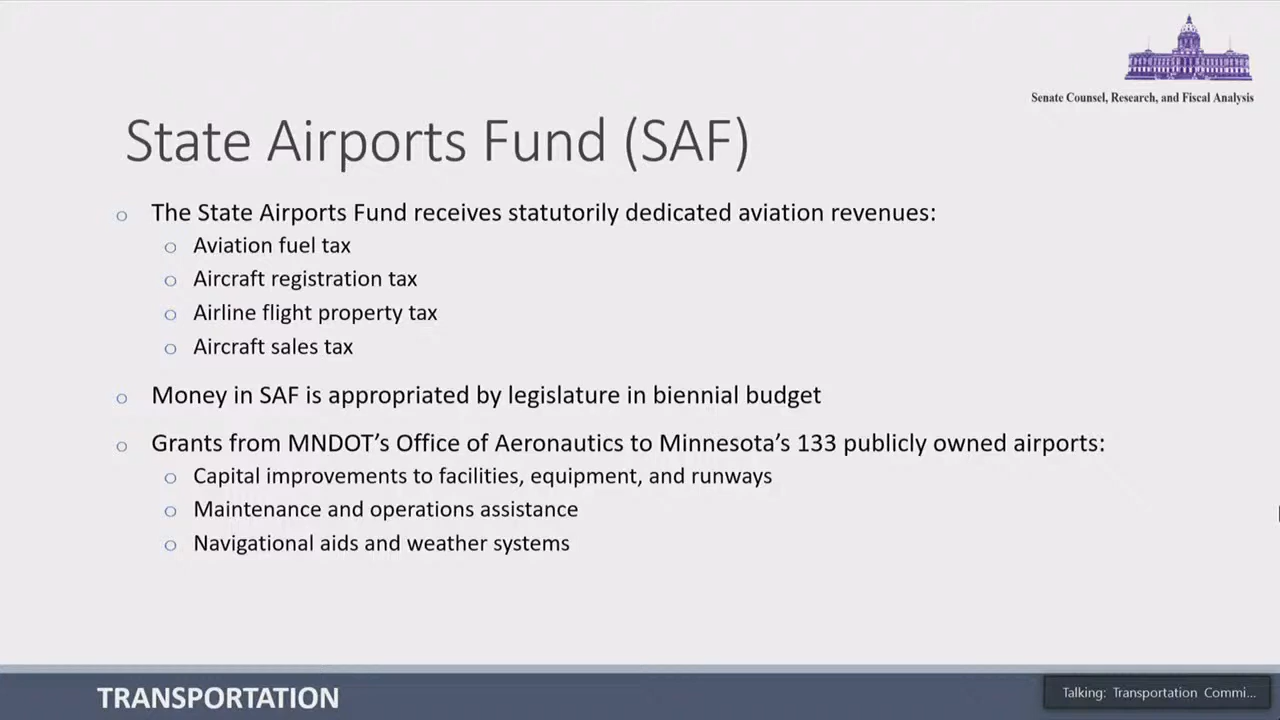 Senate Counsel, Research, and Fiscal Analysis
State Airports Fund (SAF)
o The State Airports Fund receives statutorily dedicated aviation revenues:
o Aviation fuel tax
o Aircraft registration tax
o Airline flight property tax
o Aircraft sales tax
o Money in SAF is appropriated by legislature in biennial budget
o Grants from MNDOT’s Office of Aeronautics to Minnesota’s 133 publicly owned airports:
o Capital improvements to facilities, equipment, and runways
o Maintenance and operations assistance
o Navigational aids and weather systems
TRANSPORTATION
Talking: Transportation Commi...